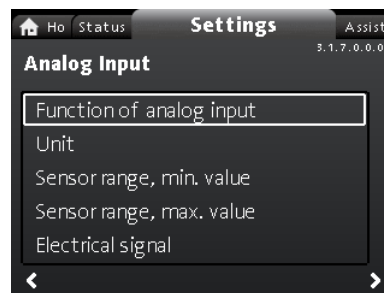 Ho Status Settings Assist
3.1.7.0.0.0
Analog Input
Function of analog input
Unit
Sensor range, min. value
Sensor range, max. value
Electrical signal